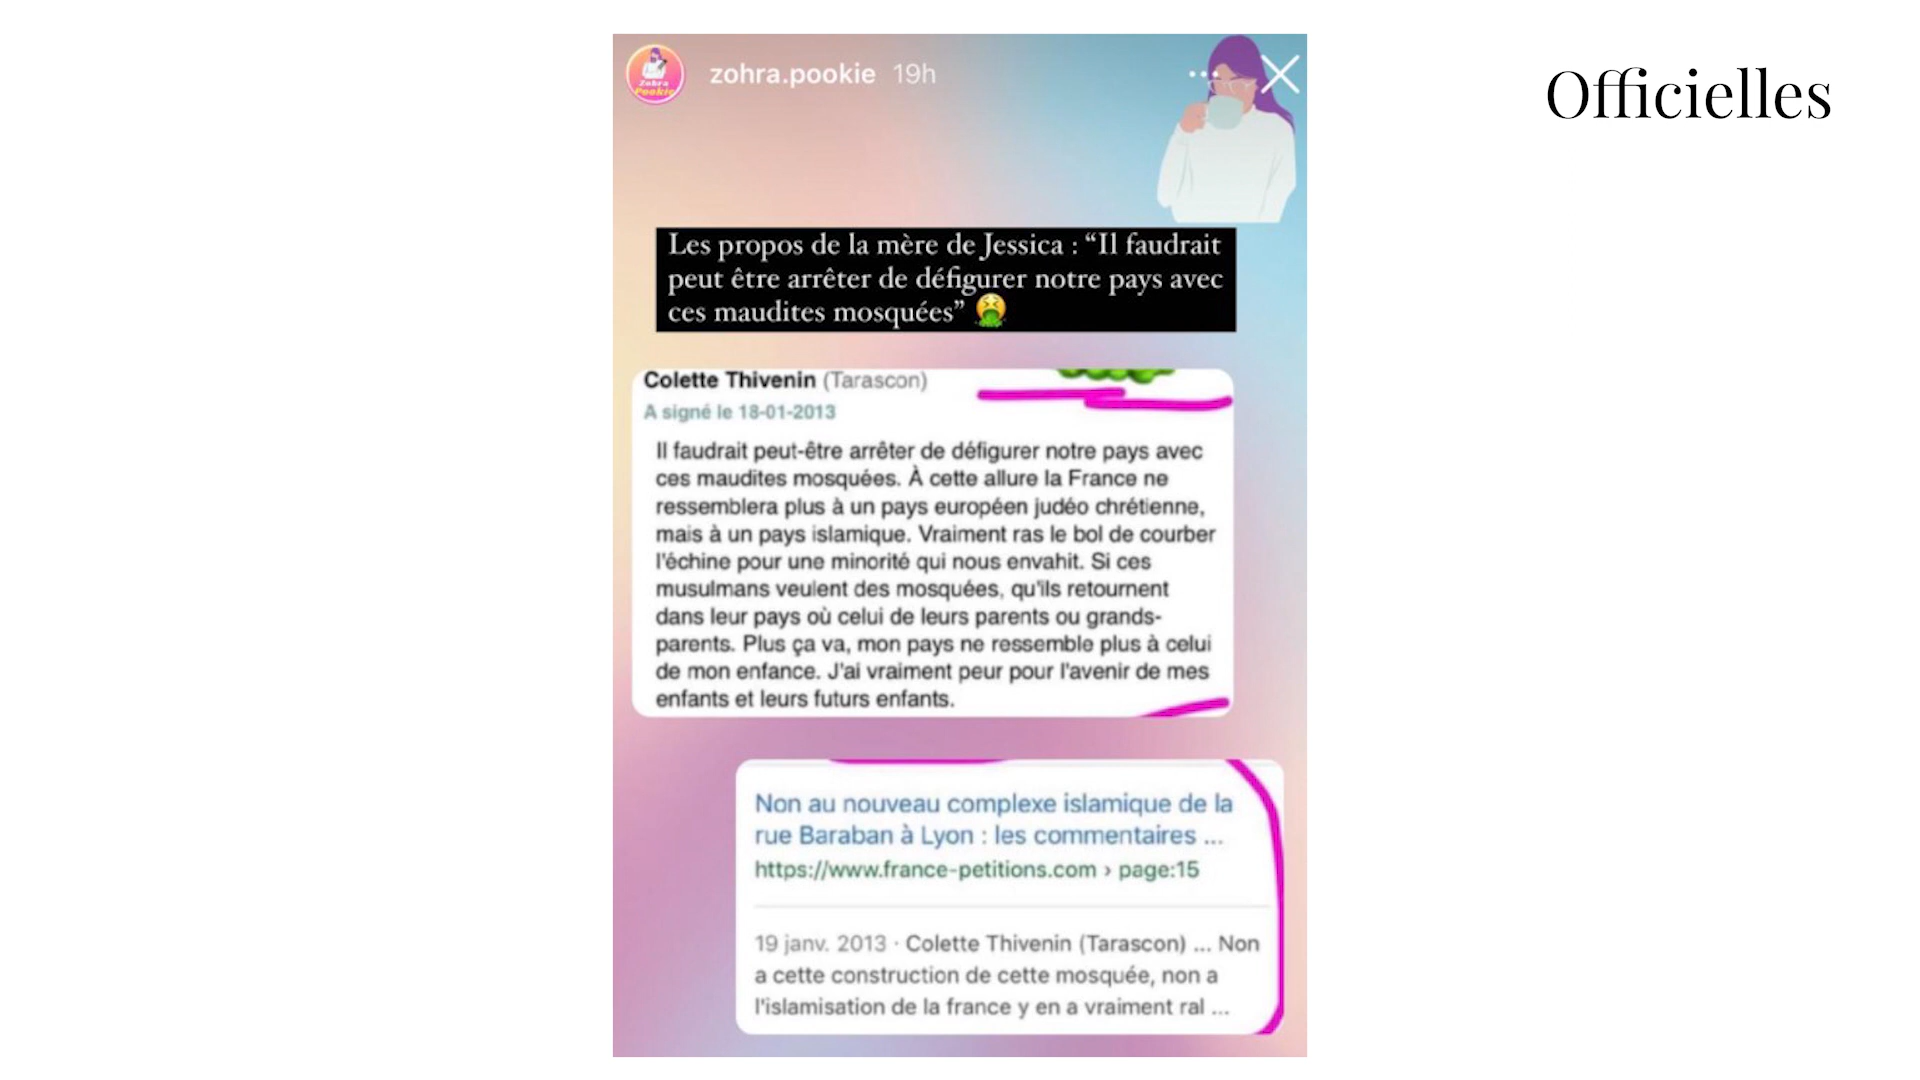 zohra.pookie 19h
Officielles
Zohra
Pookie
Les propos de la mère de Jessica : “Il faudrait
peut être arrêter de défigurer notre pays avec
ces maudites mosquées” 🤮
Colette Thivenin (Tarascon)
A signé le 18-01-2013
Il faudrait peut-être arrêter de défigurer notre pays avec
ces maudites mosquées. À cette allure la France ne
ressemblera plus à un pays européen judéo chrétienne,
mais à un pays islamique. Vraiment ras le bol de courber
l'échine pour une minorité qui nous envahit. Si ces
musulmans veulent des mosquées, qu'ils retournent
dans leur pays où celui de leurs parents ou grands-
parents. Plus ça va, mon pays ne ressemble plus à celui
de mon enfance. J'ai vraiment peur pour l'avenir de mes
enfants et leurs futurs enfants.
Non au nouveau complexe islamique de la
rue Baraban à Lyon : les commentaires ...
https://www.france-petitions.com › page:15
19 janv. 2013 · Colette Thivenin (Tarascon) ... Non
a cette construction de cette mosquée, non a
l'islamisation de la france y en a vraiment ral ...